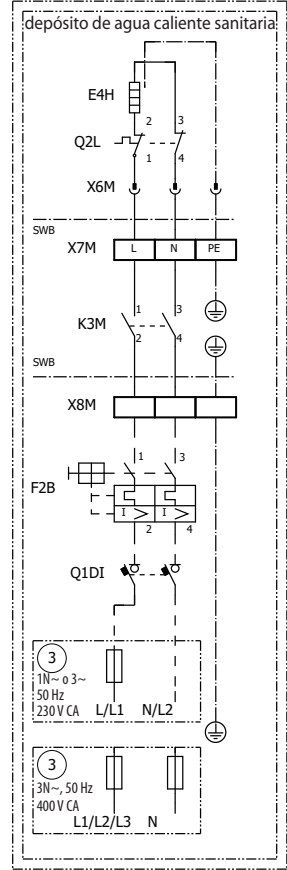 depósito de agua caliente sanitaria
E4H
2 3
Q2L
1 4
X6M
SWB
X7M L N PE
1 3
K3M
2 4
SWB
X8M
1 3
F2B
I > I >
2 4
Q1DI
3
1N~ o 3~
50 Hz
230 V CA L/L1 N/L2
3
3N~, 50 Hz
400 V CA
L1/L2/L3 N